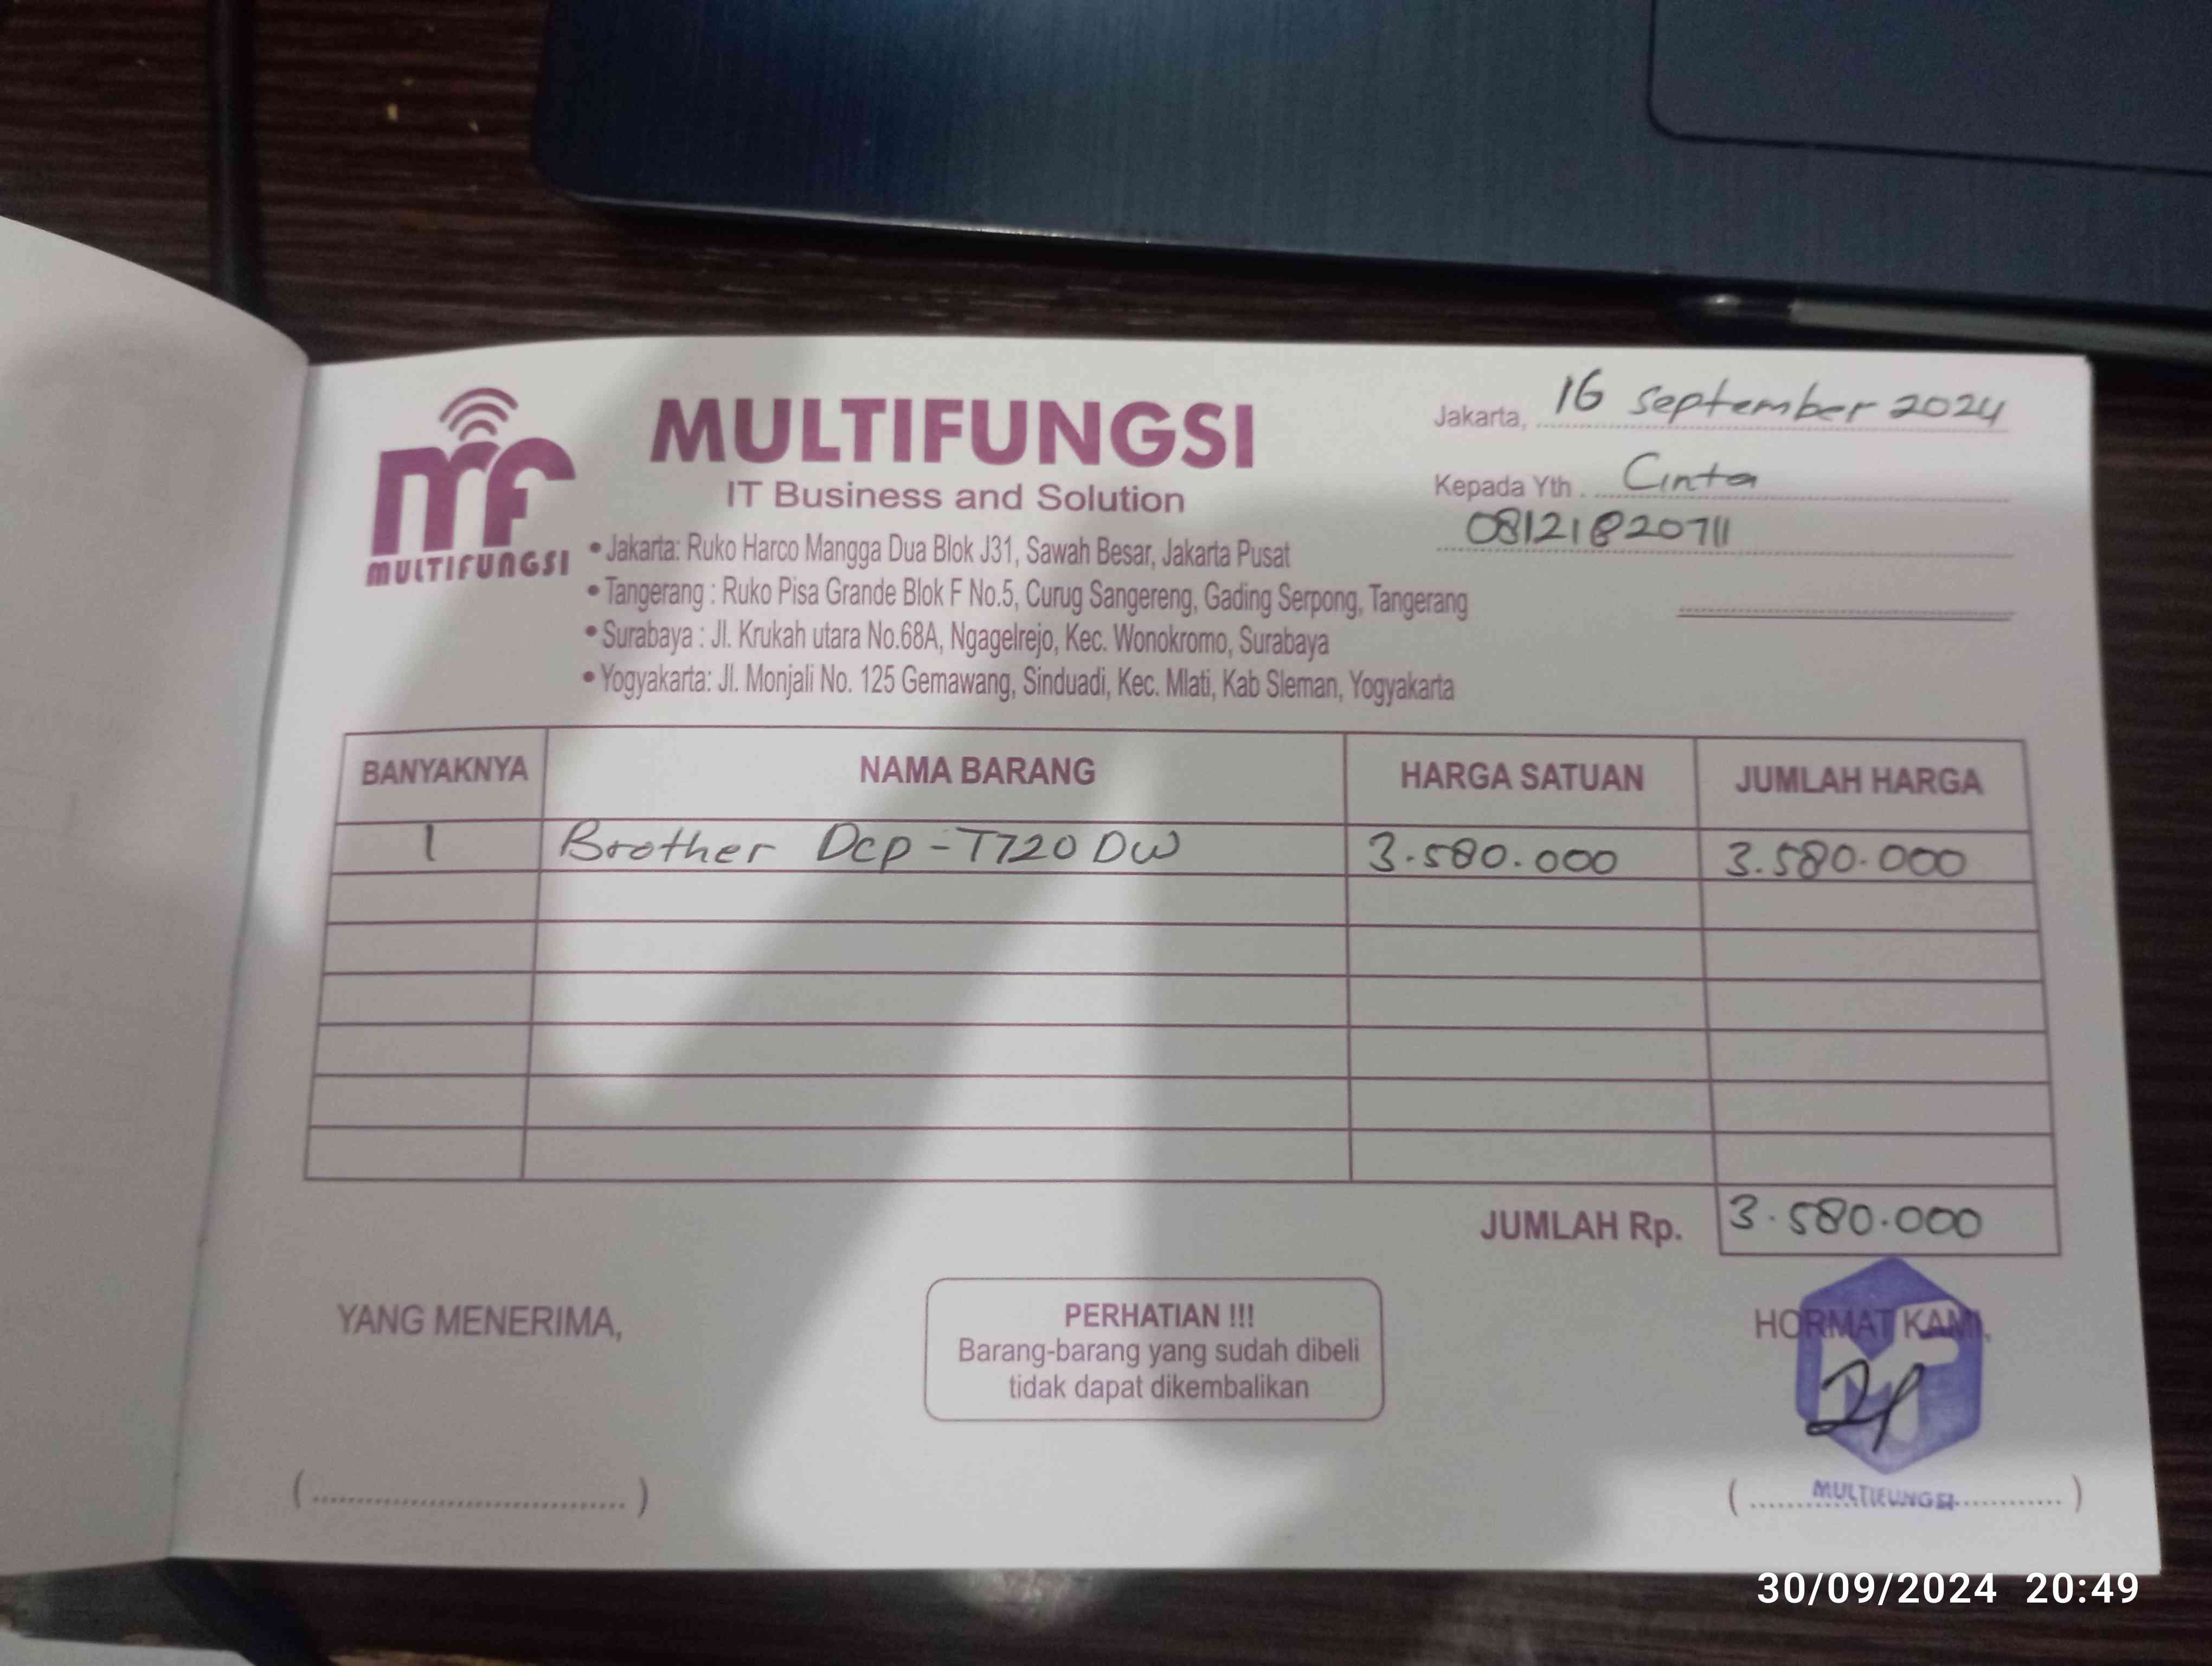 mf
MULTIFUNGSI
MULTIFUNGSI
IT Business and Solution
• Jakarta: Ruko Harco Mangga Dua Blok J31, Sawah Besar, Jakarta Pusat
• Tangerang : Ruko Pisa Grande Blok F No.5, Curug Sangereng, Gading Serpong, Tangerang
• Surabaya : Jl. Krukah utara No.68A, Ngagelrejo, Kec. Wonokromo, Surabaya
• Yogyakarta: Jl. Monjali No. 125 Gemawang, Sinduadi, Kec. Mlati, Kab Sleman, Yogyakarta
Jakarta, 16 September 2024
Kepada Yth . Cinta
08121820711
BANYAKNYA NAMA BARANG HARGA SATUAN JUMLAH HARGA
1 Brother Dcp-T720 DW 3.580.000 3.580.000
JUMLAH Rp. 3.580.000
YANG MENERIMA,
PERHATIAN !!!
Barang-barang yang sudah dibeli
tidak dapat dikembalikan
HORMAT KAMI,
(..................................)
(.......MULTIFUNGSI.............)
30/09/2024 20:49